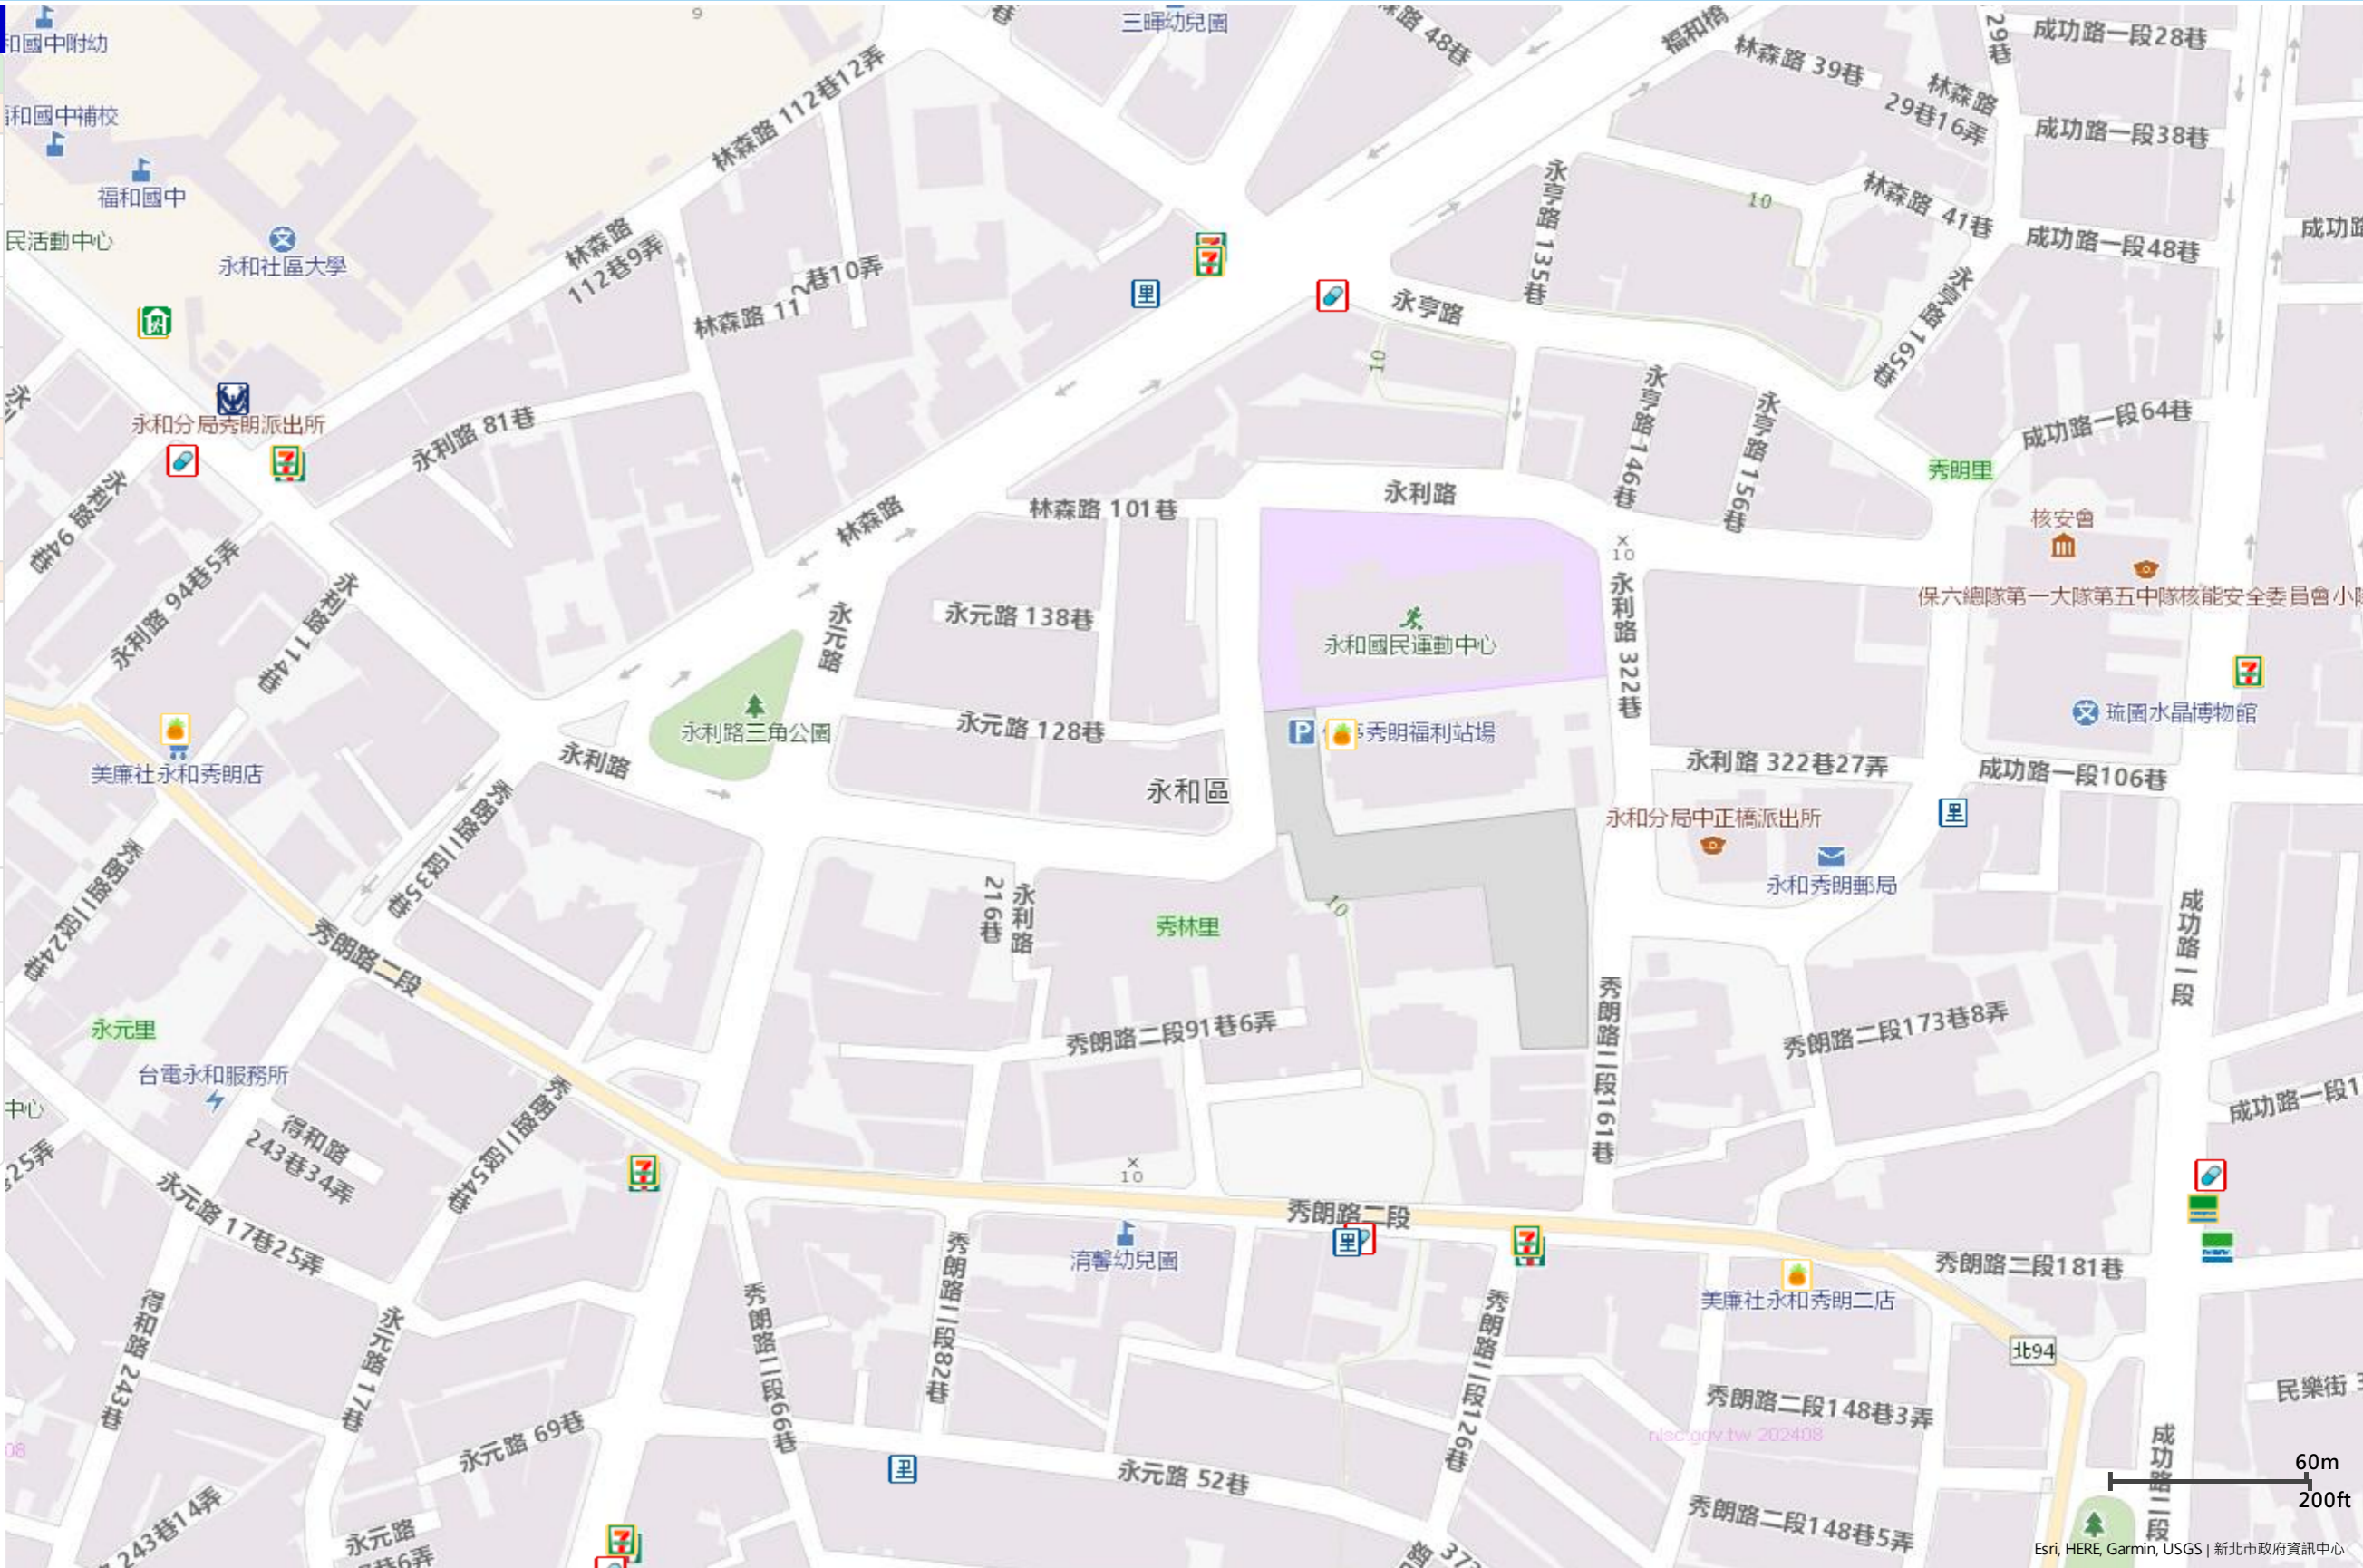 9
三暉幼兒園
林森路 48巷
福和橋
29巷
成功路一段28巷
和國中附幼
林森路 39巷
林森路
29巷16弄
林森路 112巷12弄
和國中補校
成功路一段38巷
福和國中
永亨路 135巷
10
林森路 41巷
民活動中心
永和社區大學
林森路
112巷9弄
成功路一段48巷
里
永亨路
永亨路 165巷
10
永利路 81巷
永和分局秀朗派出所
永亨路 146巷
永亨路 156巷
成功路一段64巷
秀朗里
永利路 94巷
林森路
林森路 101巷
永利路
核安會
永利路 94巷5弄
永利路 114巷
10
永利路 322巷
保六總隊第一大隊第五中隊核能安全委員會小
永元路
永元路 138巷
永和國民運動中心
永利路三角公園
永元路 128巷
秀朗福利站場
琉園水晶博物館
美廉社永和秀朗店
永利路
永和區
永利路 322巷27弄
成功路一段106巷
秀朗路二段35巷
永和分局中正橋派出所
里
秀朗路二段24巷
永和秀朗郵局
永利路
216巷
秀林里
10
成功路一段
秀朗路二段
永元里
秀朗路二段91巷6弄
秀朗路二段161巷
秀朗路二段173巷8弄
台電永和服務所
中心
得和路
243巷34弄
秀朗路二段54巷
成功路一段1
25弄
10
永元路 17巷25弄
秀朗路二段
里
淯馨幼兒園
秀朗路二段82巷
秀朗路二段181巷
得和路 243巷
永元路 17巷
秀朗路二段66巷
秀朗路二段126巷
美廉社永和秀朗二店
北94
民樂街
秀朗路二段148巷3弄
nlsc.gov.tw 202408
08
永元路 69巷
里
永元路 52巷
成功路二段
60m
200ft
243巷14弄
永元路
巷6弄
秀朗路二段148巷5弄
Esri, HERE, Garmin, USGS | 新北市政府資訊中心